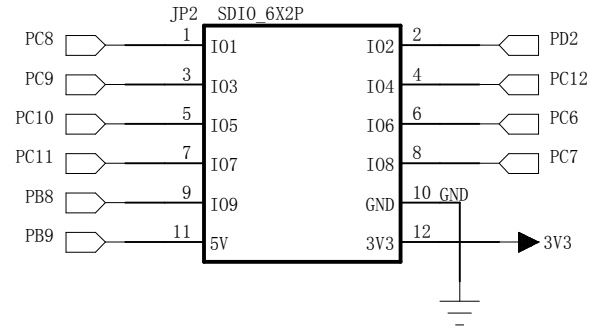 JP2 SDIO_6X2P
PC8 1 IO1 IO2 2 PD2
PC9 3 IO3 IO4 4 PC12
PC10 5 IO5 IO6 6 PC6
PC11 7 IO7 IO8 8 PC7
PB8 9 IO9 GND 10 GND
PB9 11 5V 3V3 12 3V3